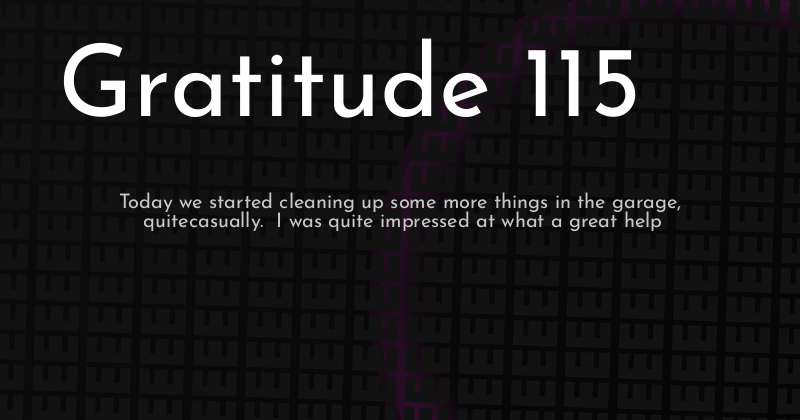 Gratitude 115
Today we started cleaning up some more things in the garage,
quitecasually.  I was quite impressed at what a great help